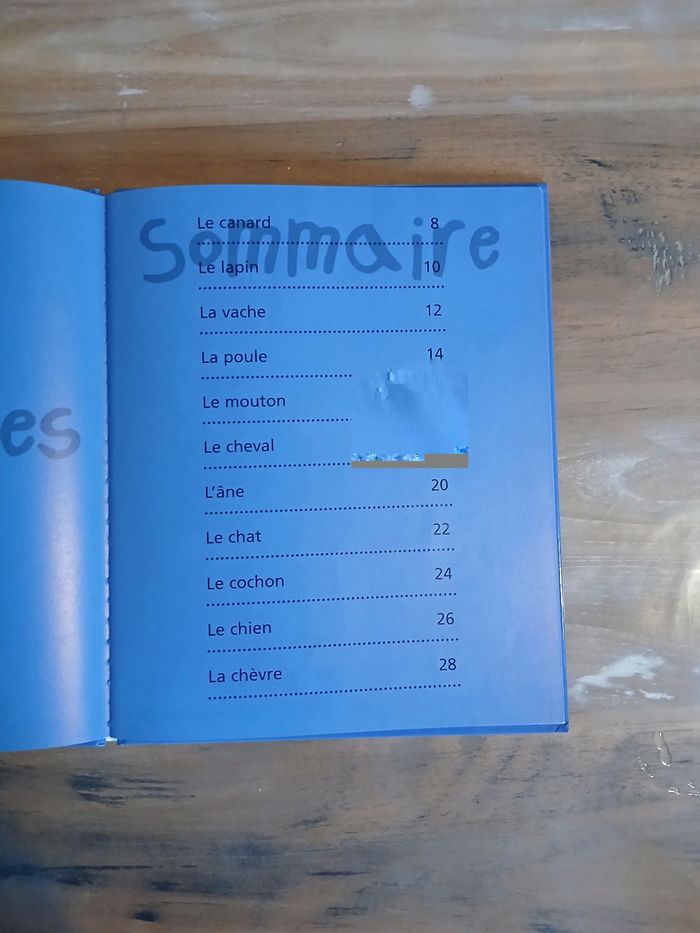 Sommaire
Le canard 8
Le lapin 10
La vache 12
La poule 14
Le mouton
Le cheval
L'âne 20
Le chat 22
Le cochon 24
Le chien 26
La chèvre 28
es